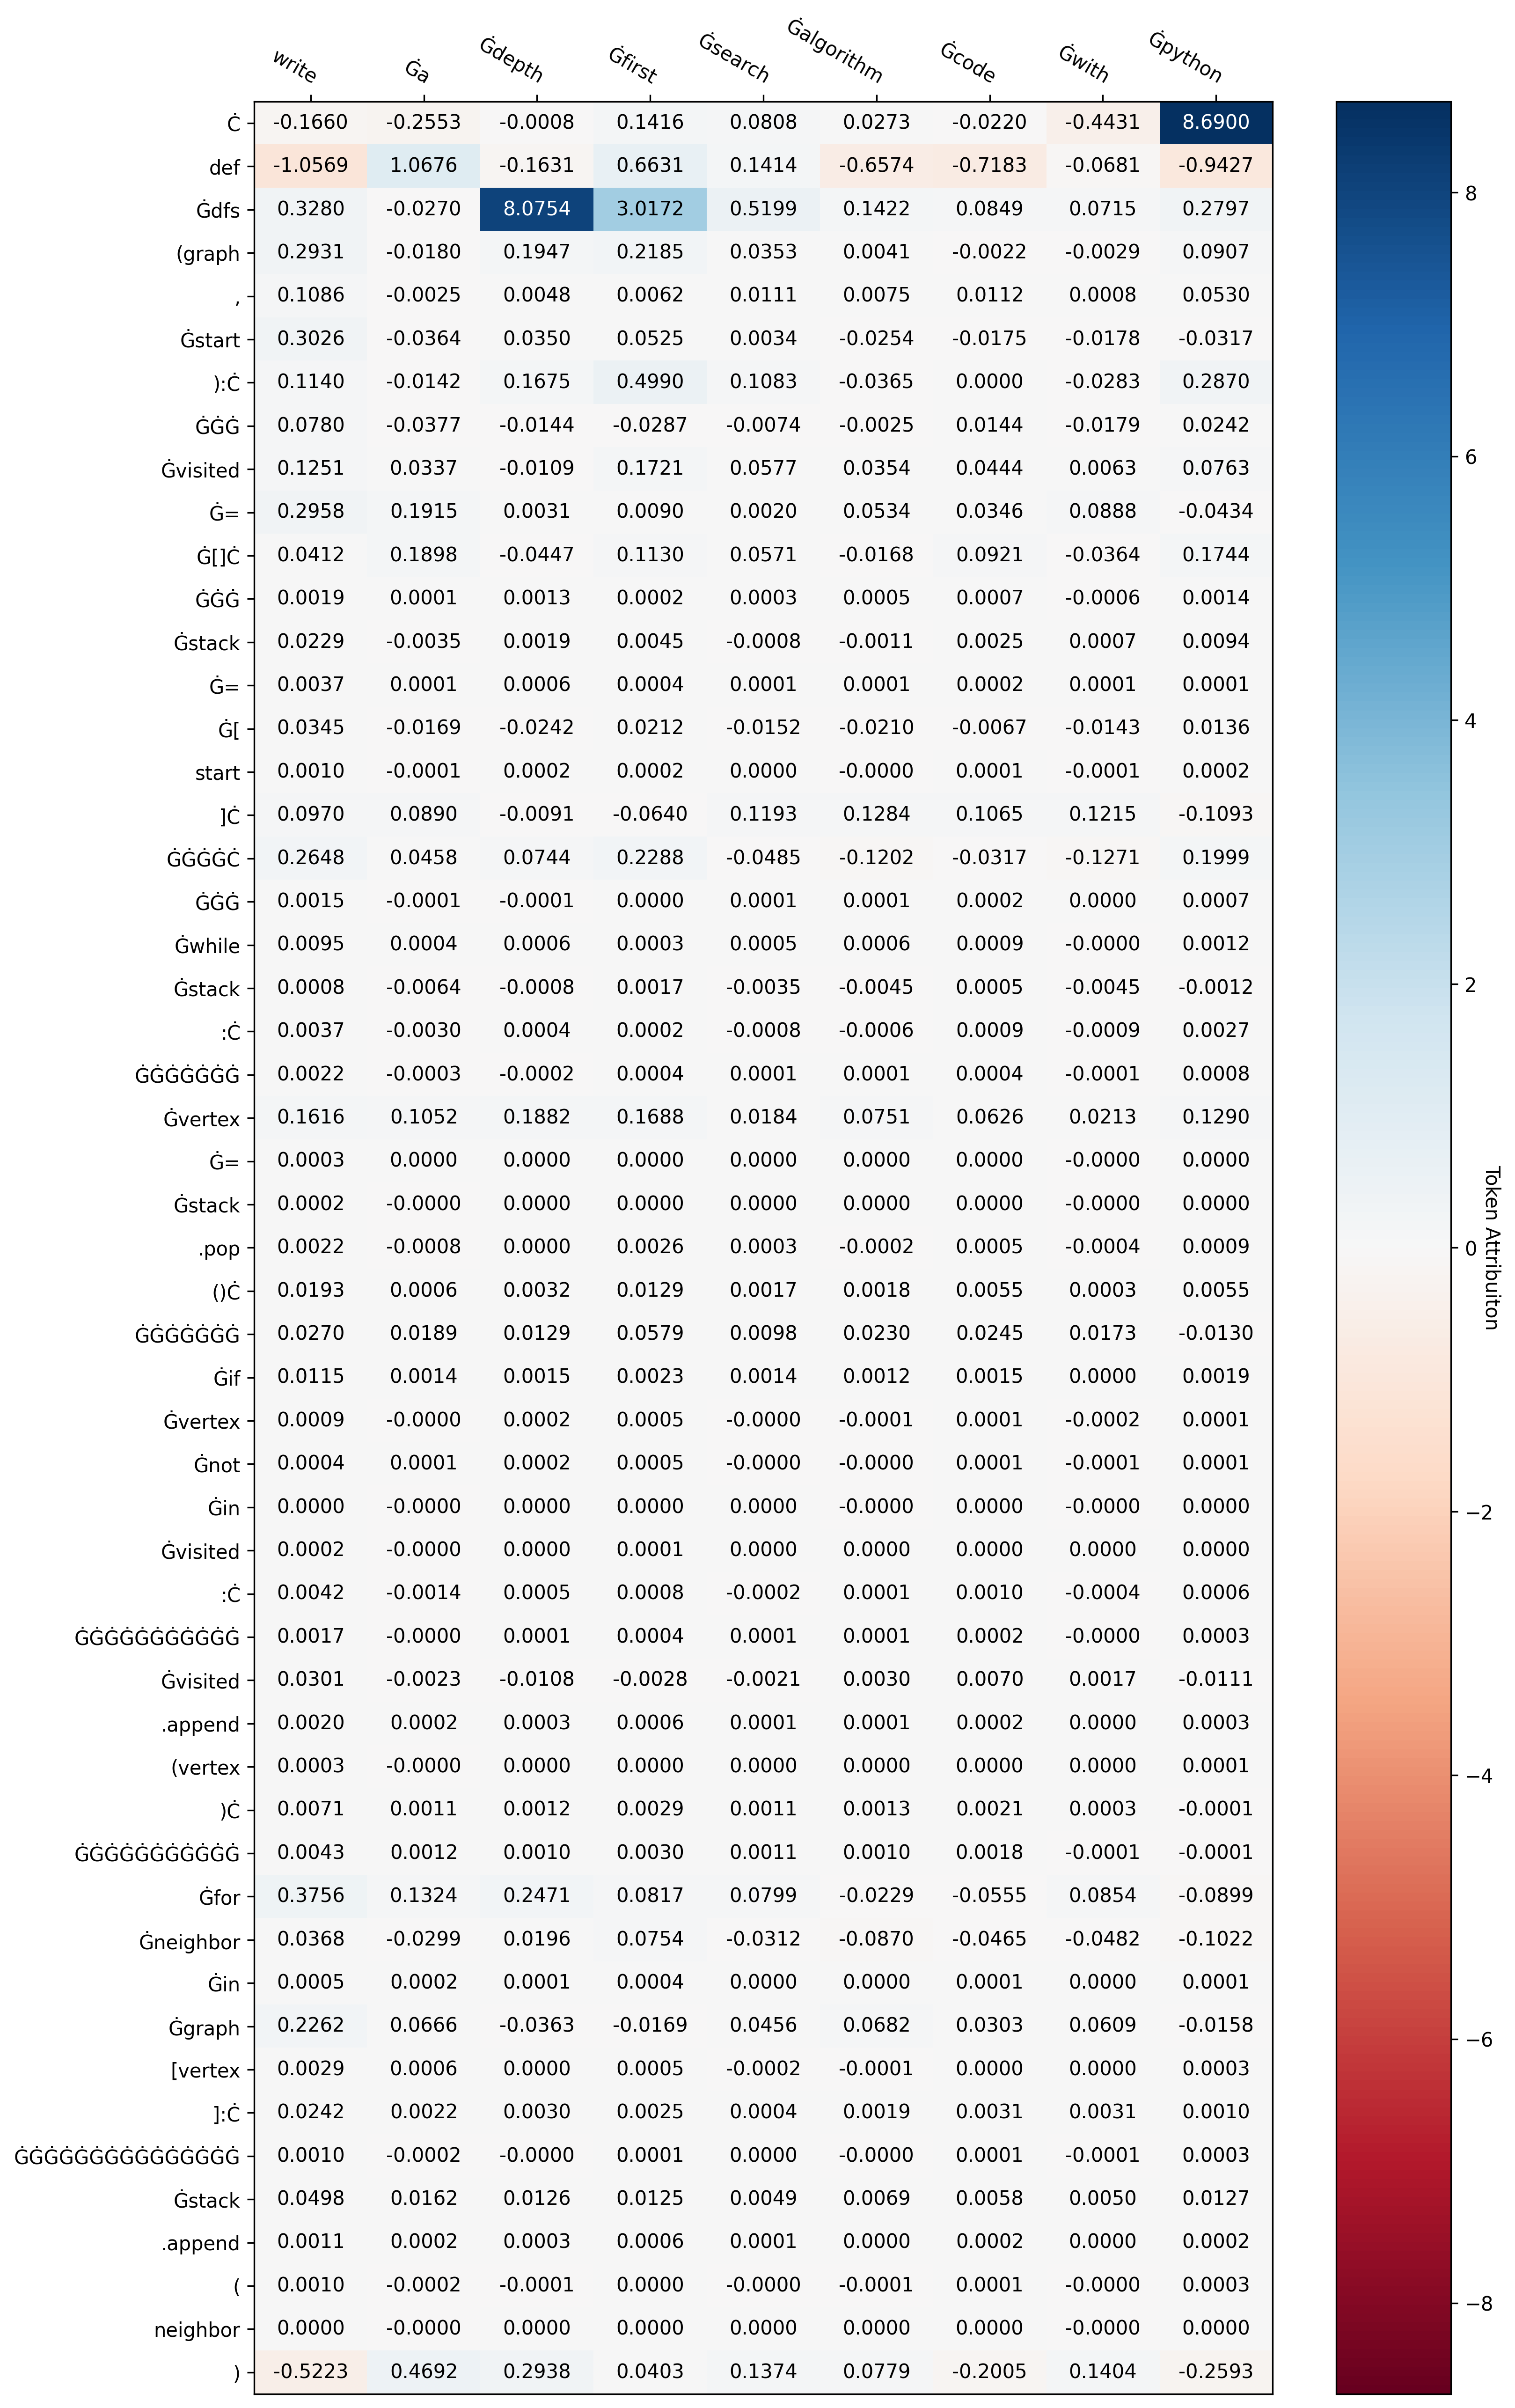 write Ġa Ġdepth Ġfirst Ġsearch Ġalgorithm Ġcode Ġwith Ġpython
Ċ -0.1660 -0.2553 -0.0008 0.1416 0.0808 0.0273 -0.0220 -0.4431 8.6900
def -1.0569 1.0676 -0.1631 0.6631 0.1414 -0.6574 -0.7183 -0.0681 -0.9427
Ġdfs 0.3280 -0.0270 8.0754 3.0172 0.5199 0.1422 0.0849 0.0715 0.2797
(graph 0.2931 -0.0180 0.1947 0.2185 0.0353 0.0041 -0.0022 -0.0029 0.0907
, 0.1086 -0.0025 0.0048 0.0062 0.0111 0.0075 0.0112 0.0008 0.0530
Ġstart 0.3026 -0.0364 0.0350 0.0525 0.0034 -0.0254 -0.0175 -0.0178 -0.0317
):Ċ 0.1140 -0.0142 0.1675 0.4990 0.1083 -0.0365 0.0000 -0.0283 0.2870
ĠĠĠ 0.0780 -0.0377 -0.0144 -0.0287 -0.0074 -0.0025 0.0144 -0.0179 0.0242
Ġvisited 0.1251 0.0337 -0.0109 0.1721 0.0577 0.0354 0.0444 0.0063 0.0763
Ġ= 0.2958 0.1915 0.0031 0.0090 0.0020 0.0534 0.0346 0.0888 -0.0434
Ġ[]Ċ 0.0412 0.1898 -0.0447 0.1130 0.0571 -0.0168 0.0921 -0.0364 0.1744
ĠĠĠ 0.0019 0.0001 0.0013 0.0002 0.0003 0.0005 0.0007 -0.0006 0.0014
Ġstack 0.0229 -0.0035 0.0019 0.0045 -0.0008 -0.0011 0.0025 0.0007 0.0094
Ġ= 0.0037 0.0001 0.0006 0.0004 0.0001 0.0001 0.0002 0.0001 0.0001
Ġ[ 0.0345 -0.0169 -0.0242 0.0212 -0.0152 -0.0210 -0.0067 -0.0143 0.0136
start 0.0010 -0.0001 0.0002 0.0002 0.0000 -0.0000 0.0001 -0.0001 0.0002
]Ċ 0.0970 0.0890 -0.0091 -0.0640 0.1193 0.1284 0.1065 0.1215 -0.1093
ĠĠĠĠĊ 0.2648 0.0458 0.0744 0.2288 -0.0485 -0.1202 -0.0317 -0.1271 0.1999
ĠĠĠ 0.0015 -0.0001 -0.0001 0.0000 0.0001 0.0001 0.0002 0.0000 0.0007
Ġwhile 0.0095 0.0004 0.0006 0.0003 0.0005 0.0006 0.0009 -0.0000 0.0012
Ġstack 0.0008 -0.0064 -0.0008 0.0017 -0.0035 -0.0045 0.0005 -0.0045 -0.0012
:Ċ 0.0037 -0.0030 0.0004 0.0002 -0.0008 -0.0006 0.0009 -0.0009 0.0027
ĠĠĠĠĠĠĠ 0.0022 -0.0003 -0.0002 0.0004 0.0001 0.0001 0.0004 -0.0001 0.0008
Ġvertex 0.1616 0.1052 0.1882 0.1688 0.0184 0.0751 0.0626 0.0213 0.1290
Ġ= 0.0003 0.0000 0.0000 0.0000 0.0000 0.0000 0.0000 -0.0000 0.0000
Ġstack 0.0002 -0.0000 0.0000 0.0000 0.0000 0.0000 0.0000 -0.0000 0.0000
.pop 0.0022 -0.0008 0.0000 0.0026 0.0003 -0.0002 0.0005 -0.0004 0.0009
()Ċ 0.0193 0.0006 0.0032 0.0129 0.0017 0.0018 0.0055 0.0003 0.0055
ĠĠĠĠĠĠĠ 0.0270 0.0189 0.0129 0.0579 0.0098 0.0230 0.0245 0.0173 -0.0130
Ġif 0.0115 0.0014 0.0015 0.0023 0.0014 0.0012 0.0015 0.0000 0.0019
Ġvertex 0.0009 -0.0000 0.0002 0.0005 -0.0000 -0.0001 0.0001 -0.0002 0.0001
Ġnot 0.0004 0.0001 0.0002 0.0005 -0.0000 -0.0000 0.0001 -0.0001 0.0001
Ġin 0.0000 -0.0000 0.0000 0.0000 0.0000 -0.0000 0.0000 -0.0000 0.0000
Ġvisited 0.0002 -0.0000 0.0000 0.0001 0.0000 0.0000 0.0000 0.0000 0.0000
:Ċ 0.0042 -0.0014 0.0005 0.0008 -0.0002 0.0001 0.0010 -0.0004 0.0006
ĠĠĠĠĠĠĠĠĠĠĠ 0.0017 -0.0000 0.0001 0.0004 0.0001 0.0001 0.0002 -0.0000 0.0003
Ġvisited 0.0301 -0.0023 -0.0108 -0.0028 -0.0021 0.0030 0.0070 0.0017 -0.0111
.append 0.0020 0.0002 0.0003 0.0006 0.0001 0.0001 0.0002 0.0000 0.0003
(vertex 0.0003 -0.0000 0.0000 0.0000 0.0000 0.0000 0.0000 0.0000 0.0001
)Ċ 0.0071 0.0011 0.0012 0.0029 0.0011 0.0013 0.0021 0.0003 -0.0001
ĠĠĠĠĠĠĠĠĠĠĠ 0.0043 0.0012 0.0010 0.0030 0.0011 0.0010 0.0018 -0.0001 -0.0001
Ġfor 0.3756 0.1324 0.2471 0.0817 0.0799 -0.0229 -0.0555 0.0854 -0.0899
Ġneighbor 0.0368 -0.0299 0.0196 0.0754 -0.0312 -0.0870 -0.0465 -0.0482 -0.1022
Ġin 0.0005 0.0002 0.0001 0.0004 0.0000 0.0000 0.0001 0.0000 0.0001
Ġgraph 0.2262 0.0666 -0.0363 -0.0169 0.0456 0.0682 0.0303 0.0609 -0.0158
[vertex 0.0029 0.0006 0.0000 0.0005 -0.0002 -0.0001 0.0000 0.0000 0.0003
]:Ċ 0.0242 0.0022 0.0030 0.0025 0.0004 0.0019 0.0031 0.0031 0.0010
ĠĠĠĠĠĠĠĠĠĠĠĠĠĠĠ 0.0010 -0.0002 -0.0000 0.0001 0.0000 -0.0000 0.0001 -0.0001 0.0003
Ġstack 0.0498 0.0162 0.0126 0.0125 0.0049 0.0069 0.0058 0.0050 0.0127
.append 0.0011 0.0002 0.0003 0.0006 0.0001 0.0000 0.0002 0.0000 0.0002
( 0.0010 -0.0002 -0.0001 0.0000 -0.0000 -0.0001 0.0001 -0.0000 0.0003
neighbor 0.0000 -0.0000 0.0000 0.0000 0.0000 0.0000 0.0000 -0.0000 0.0000
) -0.5223 0.4692 0.2938 0.0403 0.1374 0.0779 -0.2005 0.1404 -0.2593
8
6
4
2
0
−2
−4
−6
−8
Token Attribuiton